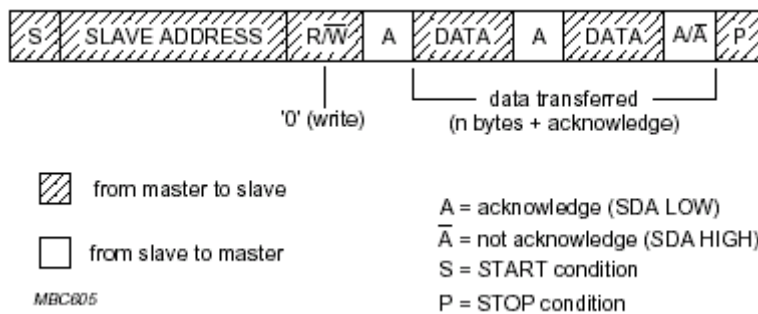 S SLAVE ADDRESS R/W̅ A DATA A DATA A/A̅ P
'0' (write)
data transferred
(n bytes + acknowledge)
from master to slave
from slave to master
A = acknowledge (SDA LOW)
A̅ = not acknowledge (SDA HIGH)
S = START condition
P = STOP condition
MBC605